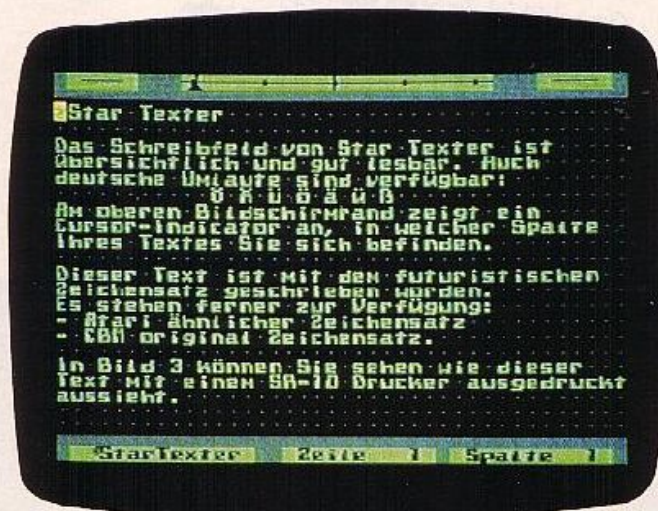 Star Texter
Das Schreibfeld von Star Texter ist
übersichtlich und gut lesbar. Auch
deutsche Umlaute sind verfügbar:
Ö Ä Ü ö ä ü ß
Am oberen Bildschirmrand zeigt ein
Cursor-Indicator an, in welcher Spalte
Ihres Textes Sie sich befinden.
Dieser Text ist mit dem futuristischen
Zeichensatz geschrieben worden.
Es stehen ferner zur Verfügung:
- Atari ähnlicher Zeichensatz
- CBM original Zeichensatz.
In Bild 3 können Sie sehen wie dieser
Text mit einem SR-10 Drucker ausgedruckt
aussieht.
StarTexter Zeile 1 Spalte 1